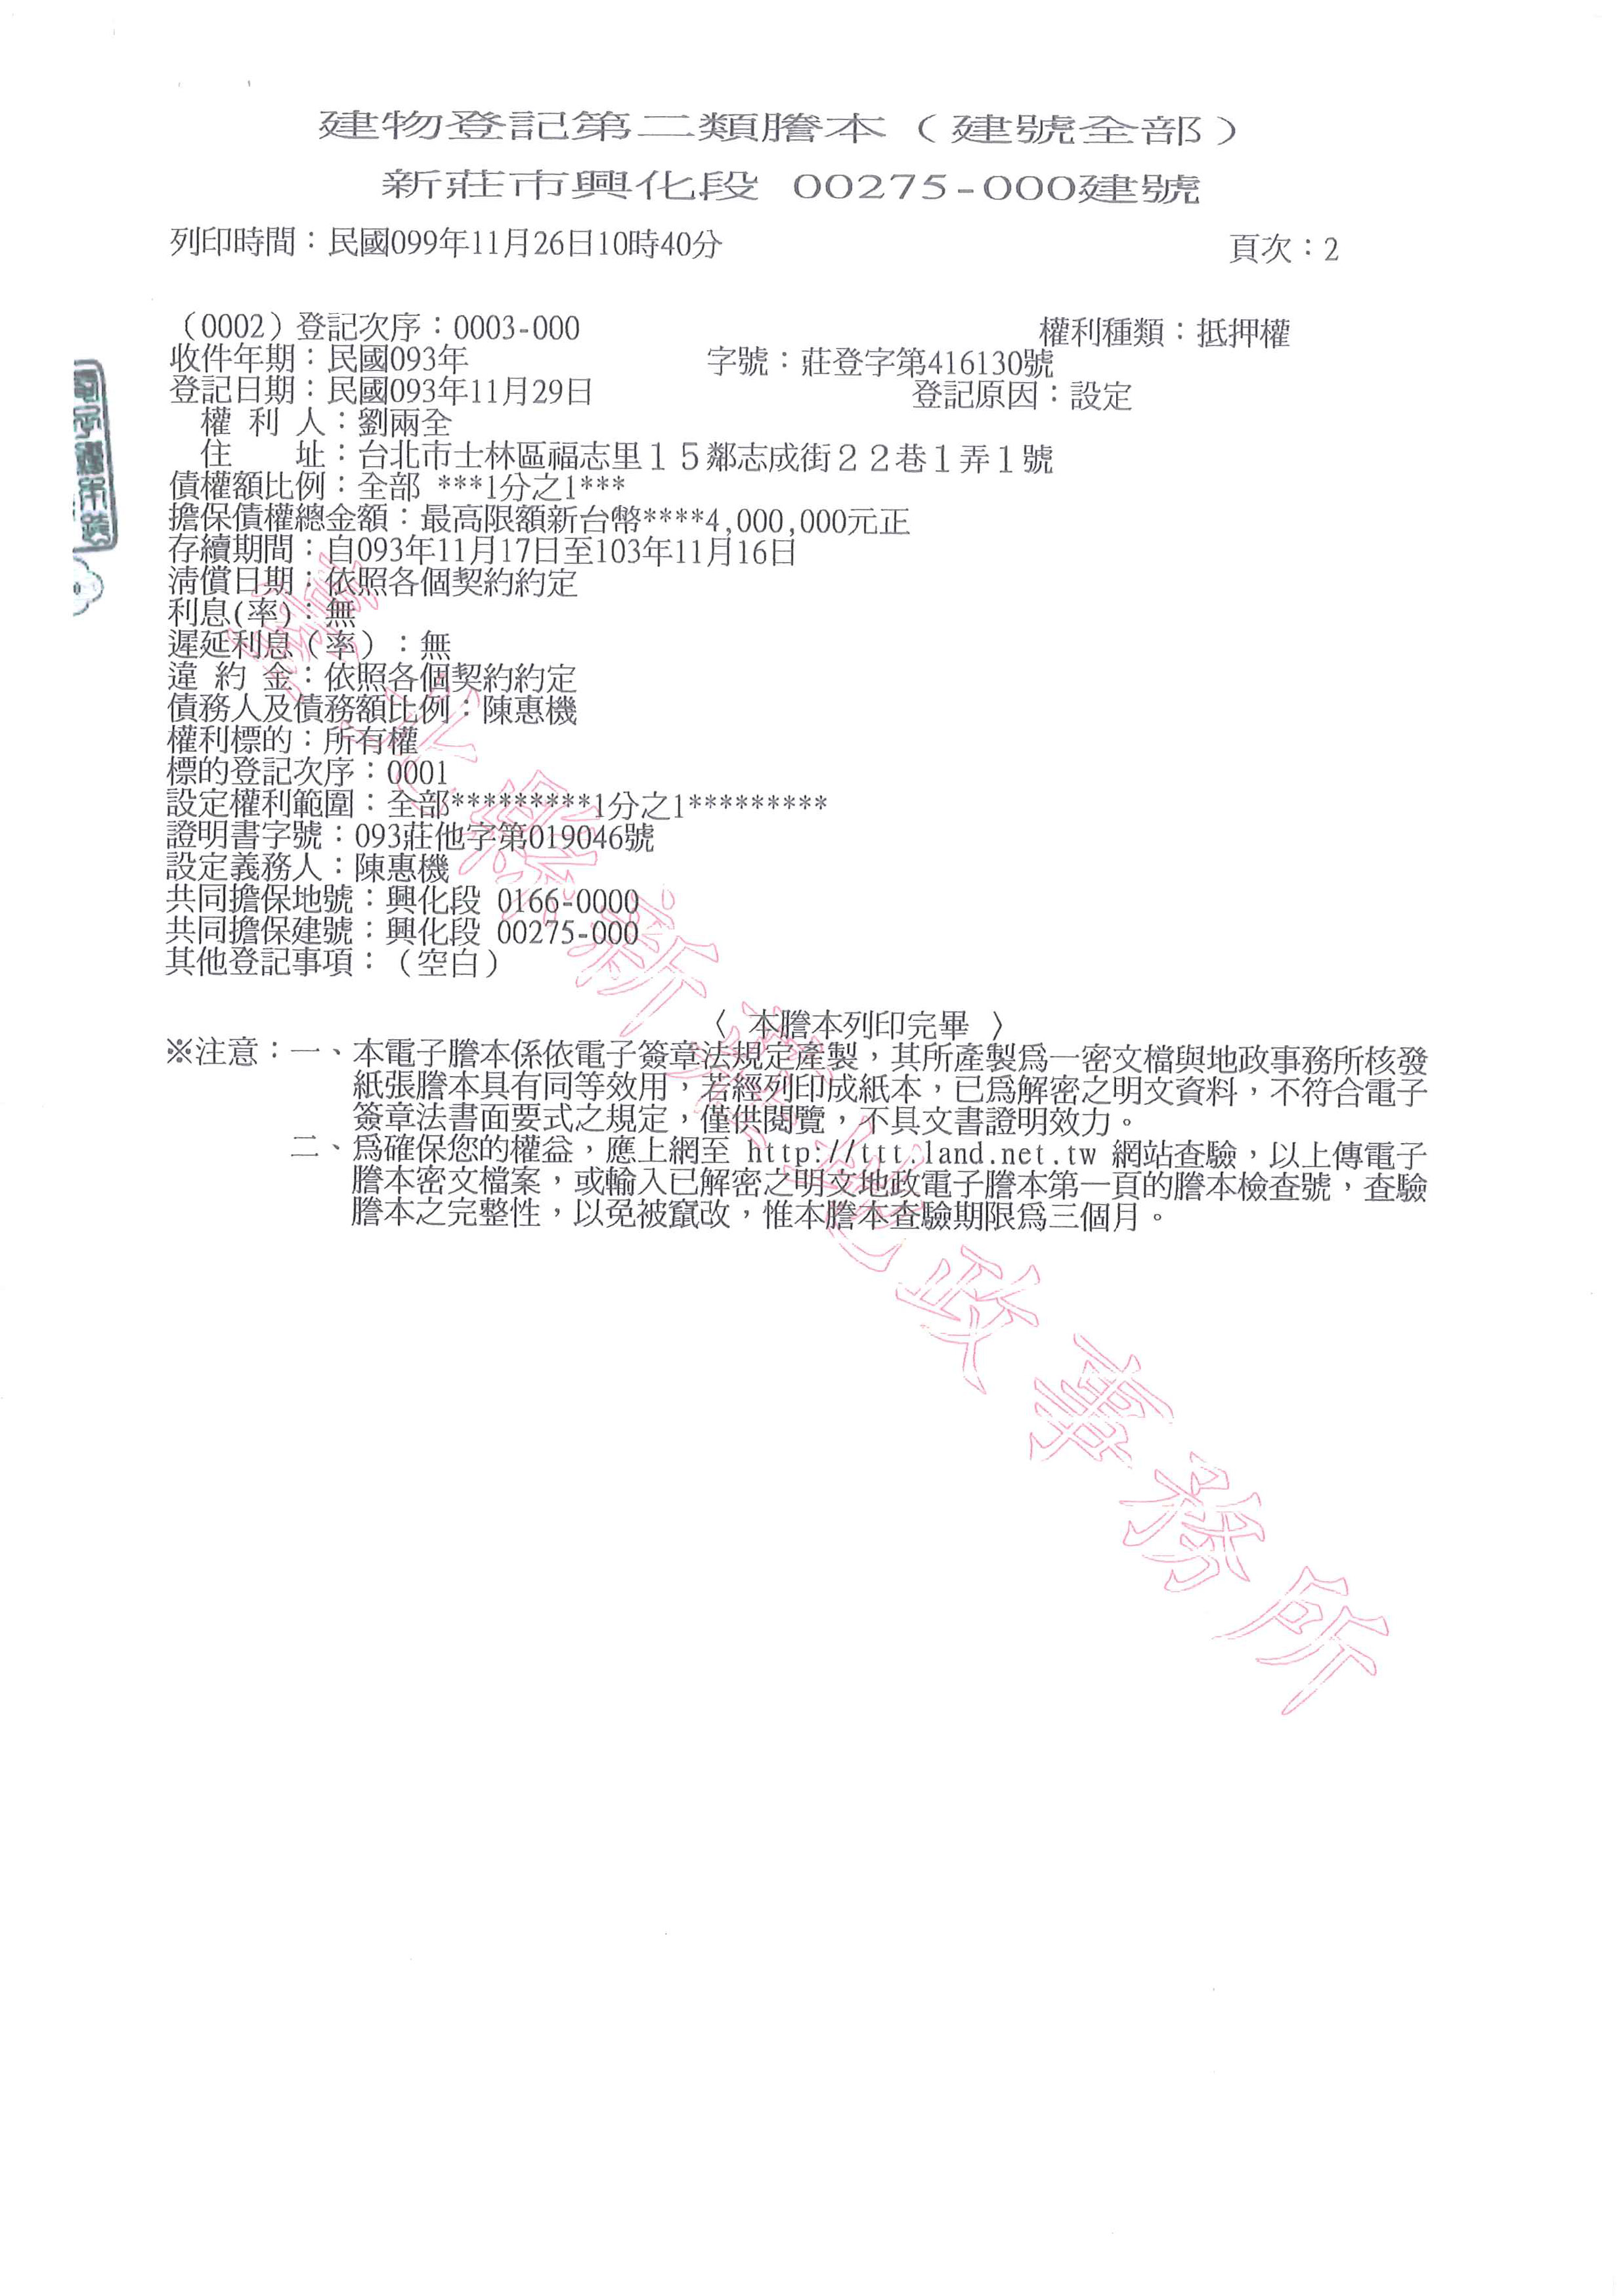 建物登記第二類謄本（建號全部）
新莊市興化段 00275-000建號
列印時間：民國099年11月26日10時40分
頁次：2
（0002）登記次序：0003-000 權利種類：抵押權
收件年期：民國093年 字號：莊登字第416130號
登記日期：民國093年11月29日 登記原因：設定
權 利 人：劉兩全
住 址：台北市士林區福志里１５鄰志成街２２巷１弄１號
債權額比例：全部 ***1分之1***
擔保債權總金額：最高限額新台幣****4,000,000元正
存續期間：自093年11月17日至103年11月16日
清償日期：依照各個契約約定
利息(率)：無
遲延利息（率）：無
違 約 金：依照各個契約約定
債務人及債務額比例：陳惠機
權利標的：所有權
標的登記次序：0001
設定權利範圍：全部*********1分之1*********
證明書字號：093莊他字第019046號
設定義務人：陳惠機
共同擔保地號：興化段 0166-0000
共同擔保建號：興化段 00275-000
其他登記事項：（空白）
〈 本謄本列印完畢 〉
※注意：一、本電子謄本係依電子簽章法規定產製，其所產製為一密文檔與地政事務所核發
紙張謄本具有同等效用，若經列印成紙本，已為解密之明文資料，不符合電子
簽章法書面要式之規定，僅供閱覽，不具文書證明效力。
二、為確保您的權益，應上網至 http://ttt.land.net.tw 網站查驗，以上傳電子
謄本密文檔案，或輸入已解密之明文地政電子謄本第一頁的謄本檢查號，查驗
謄本之完整性，以免被竄改，惟本謄本查驗期限為三個月。
臺北縣新莊地政事務所